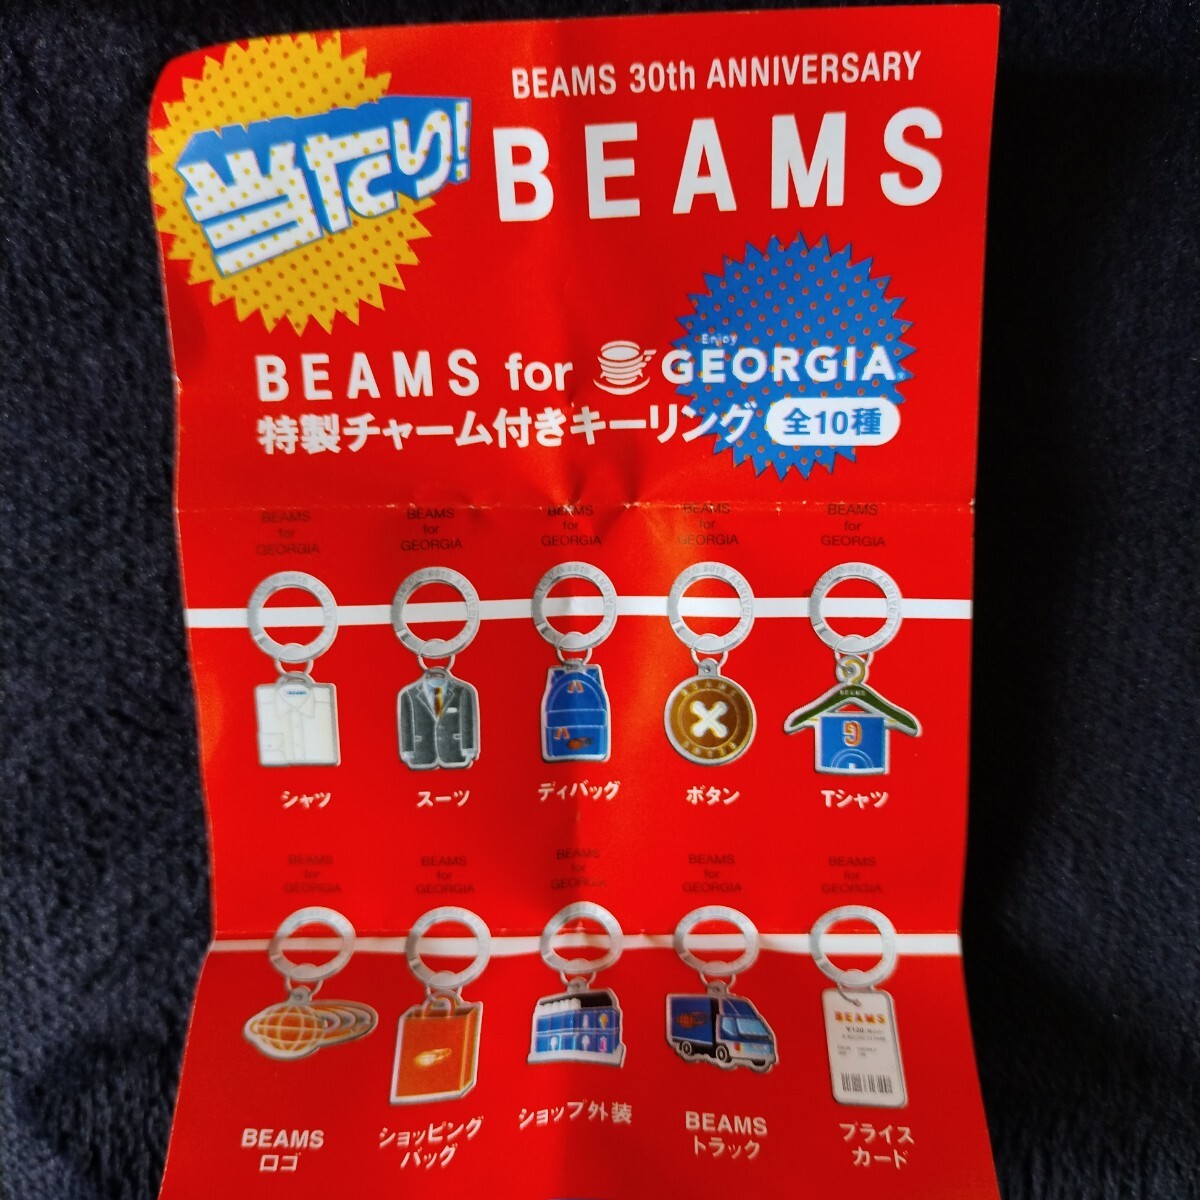 当たり!
BEAMS 30th ANNIVERSARY
BEAMS
BEAMS for Enjoy GEORGIA
特製チャーム付きキーリング 全10種
BEAMS for GEORGIA
BEAMS for GEORGIA
BEAMS for GEORGIA
BEAMS for GEORGIA
BEAMS for GEORGIA
BEAMS
9
シャツ
スーツ
ディバッグ
ボタン
Tシャツ
BEAMS for GEORGIA
BEAMS for GEORGIA
BEAMS for GEORGIA
BEAMS for GEORGIA
BEAMS for GEORGIA
BEAMS
¥120
BEAMS
ロゴ
ショッピング
バッグ
ショップ外装
BEAMS
トラック
プライス
カード